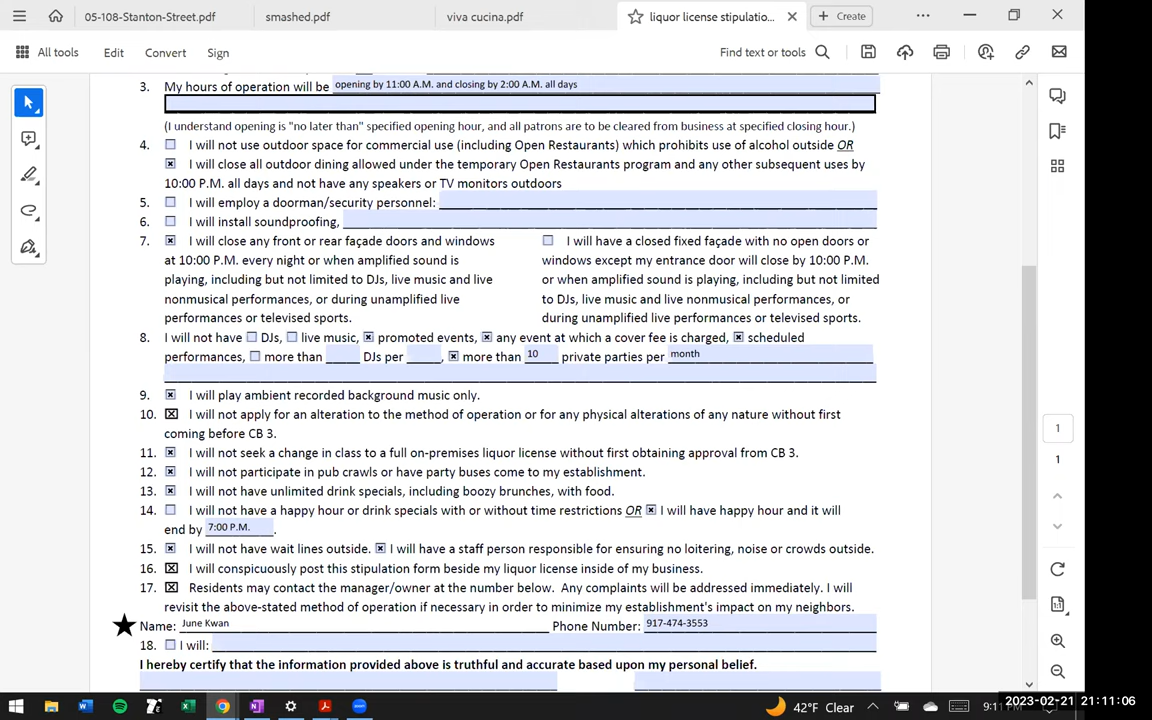 05-108-Stanton-Street.pdf
smashed.pdf
viva cucina.pdf
liquor license stipulatio...
Create
All tools
Edit
Convert
Sign
Find text or tools
3. My hours of operation will be opening by 11:00 A.M. and closing by 2:00 A.M. all days
(I understand opening is "no later than" specified opening hour, and all patrons are to be cleared from business at specified closing hour.)
4. I will not use outdoor space for commercial use (including Open Restaurants) which prohibits use of alcohol outside OR
I will close all outdoor dining allowed under the temporary Open Restaurants program and any other subsequent uses by
10:00 P.M. all days and not have any speakers or TV monitors outdoors
5. I will employ a doorman/security personnel:
6. I will install soundproofing,
7. I will close any front or rear façade doors and windows
at 10:00 P.M. every night or when amplified sound is
playing, including but not limited to DJs, live music and live
nonmusical performances, or during unamplified live
performances or televised sports.
I will have a closed fixed façade with no open doors or
windows except my entrance door will close by 10:00 P.M.
or when amplified sound is playing, including but not limited
to DJs, live music and live nonmusical performances, or
during unamplified live performances or televised sports.
8. I will not have DJs, live music, promoted events, any event at which a cover fee is charged, scheduled
performances, more than DJs per , more than 10 private parties per month
9. I will play ambient recorded background music only.
10. I will not apply for an alteration to the method of operation or for any physical alterations of any nature without first
coming before CB 3.
11. I will not seek a change in class to a full on-premises liquor license without first obtaining approval from CB 3.
12. I will not participate in pub crawls or have party buses come to my establishment.
13. I will not have unlimited drink specials, including boozy brunches, with food.
14. I will not have a happy hour or drink specials with or without time restrictions OR I will have happy hour and it will
end by 7:00 P.M. .
15. I will not have wait lines outside. I will have a staff person responsible for ensuring no loitering, noise or crowds outside.
16. I will conspicuously post this stipulation form beside my liquor license inside of my business.
17. Residents may contact the manager/owner at the number below. Any complaints will be addressed immediately. I will
revisit the above-stated method of operation if necessary in order to minimize my establishment's impact on my neighbors.
Name: June Kwan Phone Number: 917-474-3553
18. I will:
I hereby certify that the information provided above is truthful and accurate based upon my personal belief.
1
1
42°F Clear
2023-02-21 21:11:06